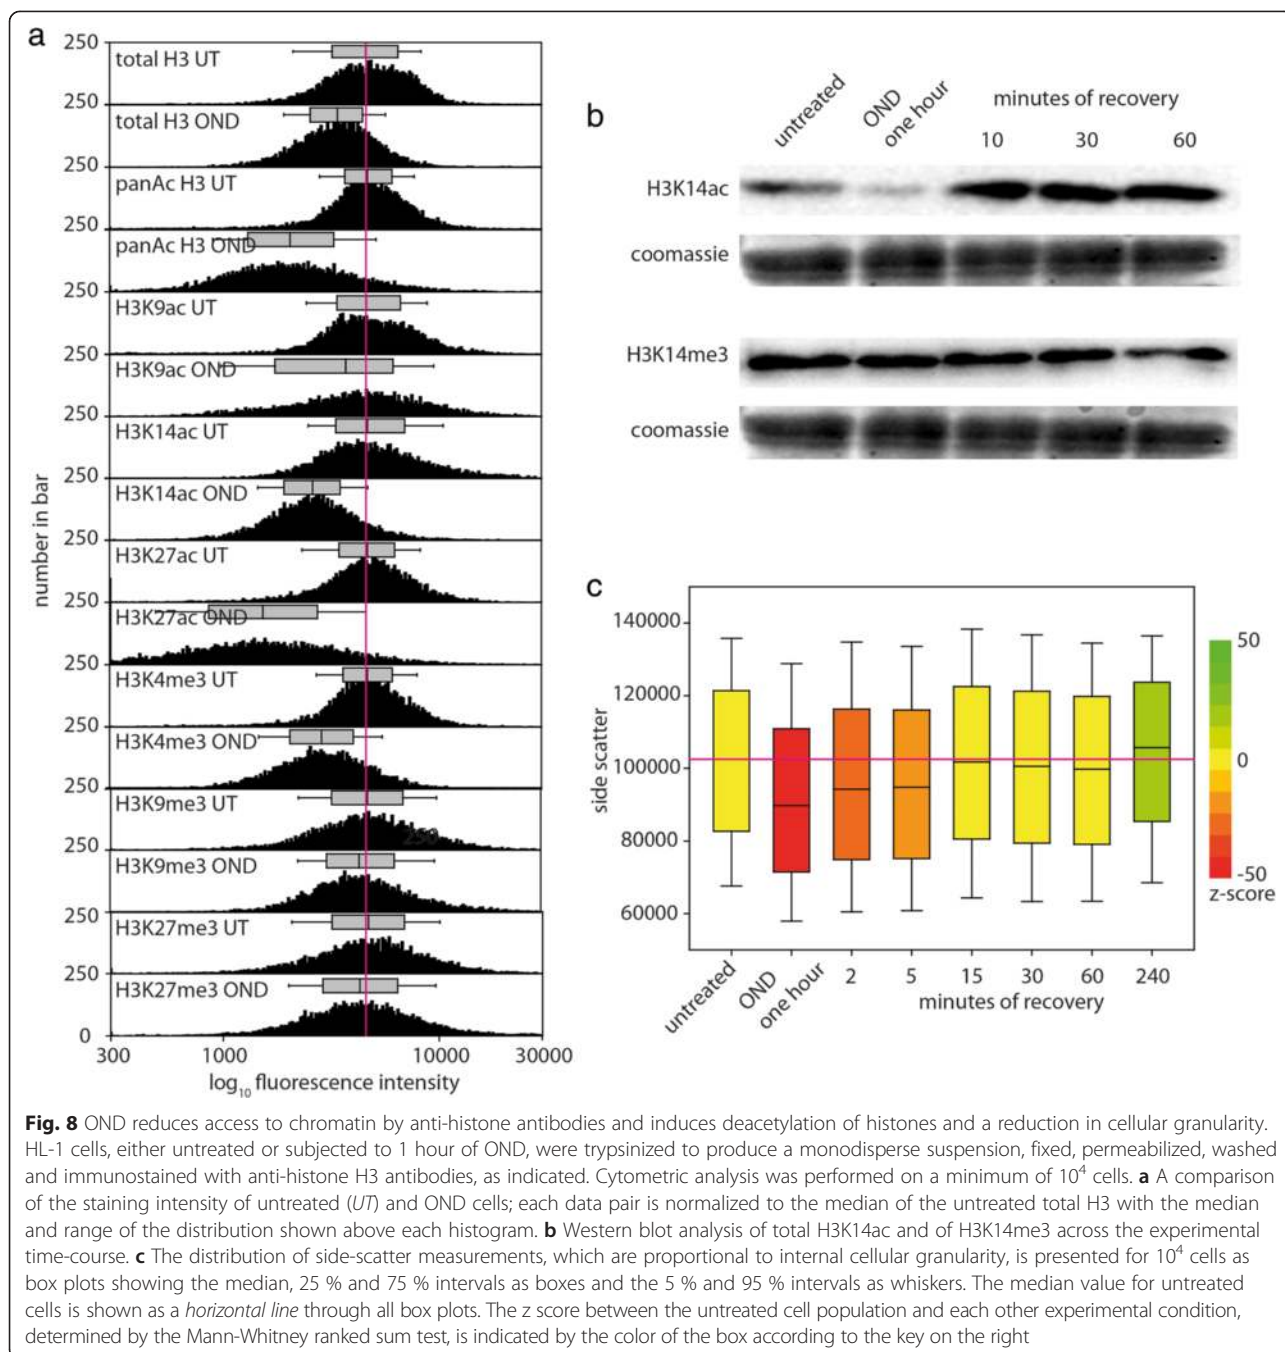 a
250
total H3 UT
250
total H3 OND
250
panAc H3 UT
250
panAc H3 OND
250
H3K9ac UT
250
H3K9ac OND
250
H3K14ac UT
250
H3K14ac OND
250
H3K27ac UT
250
H3K27ac OND
250
H3K4me3 UT
250
H3K4me3 OND
250
H3K9me3 UT
250
250
H3K9me3 OND
250
H3K27me3 UT
250
H3K27me3 OND
0
300 1000 10000 30000
log10 fluorescence intensity
number in bar
b
untreated
OND
one hour
minutes of recovery
10 30 60
H3K14ac
coomassie
H3K14me3
coomassie
c
140000
120000
100000
80000
60000
side scatter
untreated
OND
one hour
2 5 15 30 60 240
minutes of recovery
50
0
-50
z-score
Fig. 8 OND reduces access to chromatin by anti-histone antibodies and induces deacetylation of histones and a reduction in cellular granularity.
HL-1 cells, either untreated or subjected to 1 hour of OND, were trypsinized to produce a monodisperse suspension, fixed, permeabilized, washed
and immunostained with anti-histone H3 antibodies, as indicated. Cytometric analysis was performed on a minimum of 10⁴ cells. a A comparison
of the staining intensity of untreated (UT) and OND cells; each data pair is normalized to the median of the untreated total H3 with the median
and range of the distribution shown above each histogram. b Western blot analysis of total H3K14ac and of H3K14me3 across the experimental
time-course. c The distribution of side-scatter measurements, which are proportional to internal cellular granularity, is presented for 10⁴ cells as
box plots showing the median, 25 % and 75 % intervals as boxes and the 5 % and 95 % intervals as whiskers. The median value for untreated
cells is shown as a horizontal line through all box plots. The z score between the untreated cell population and each other experimental condition,
determined by the Mann-Whitney ranked sum test, is indicated by the color of the box according to the key on the right